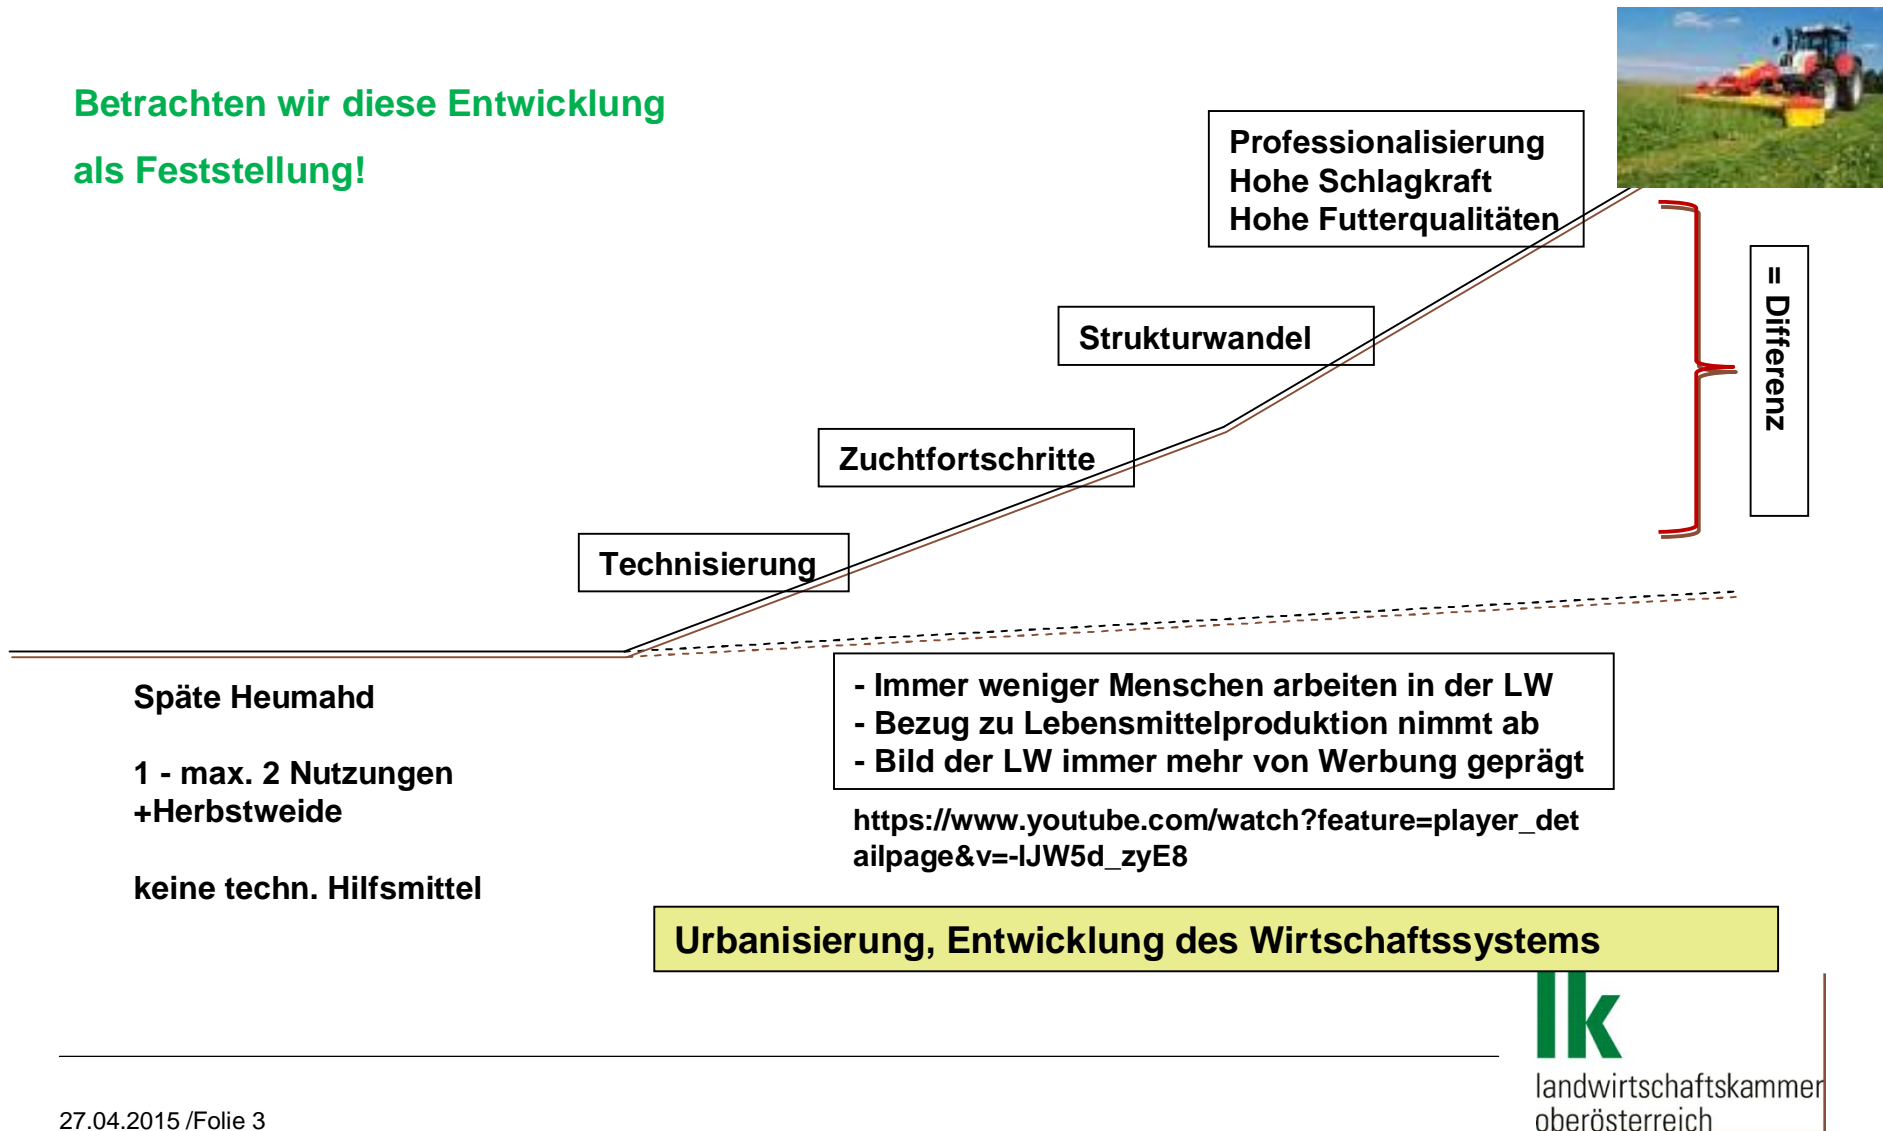 Betrachten wir diese Entwicklung
als Feststellung!
Professionalisierung
Hohe Schlagkraft
Hohe Futterqualitäten
= Differenz
Strukturwandel
Zuchtfortschritte
Technisierung
Späte Heumahd
1 - max. 2 Nutzungen
+Herbstweide
keine techn. Hilfsmittel
- Immer weniger Menschen arbeiten in der LW
- Bezug zu Lebensmittelproduktion nimmt ab
- Bild der LW immer mehr von Werbung geprägt
https://www.youtube.com/watch?feature=player_det
ailpage&v=-IJW5d_zyE8
Urbanisierung, Entwicklung des Wirtschaftssystems
lk
landwirtschaftskammer
oberösterreich
27.04.2015 /Folie 3